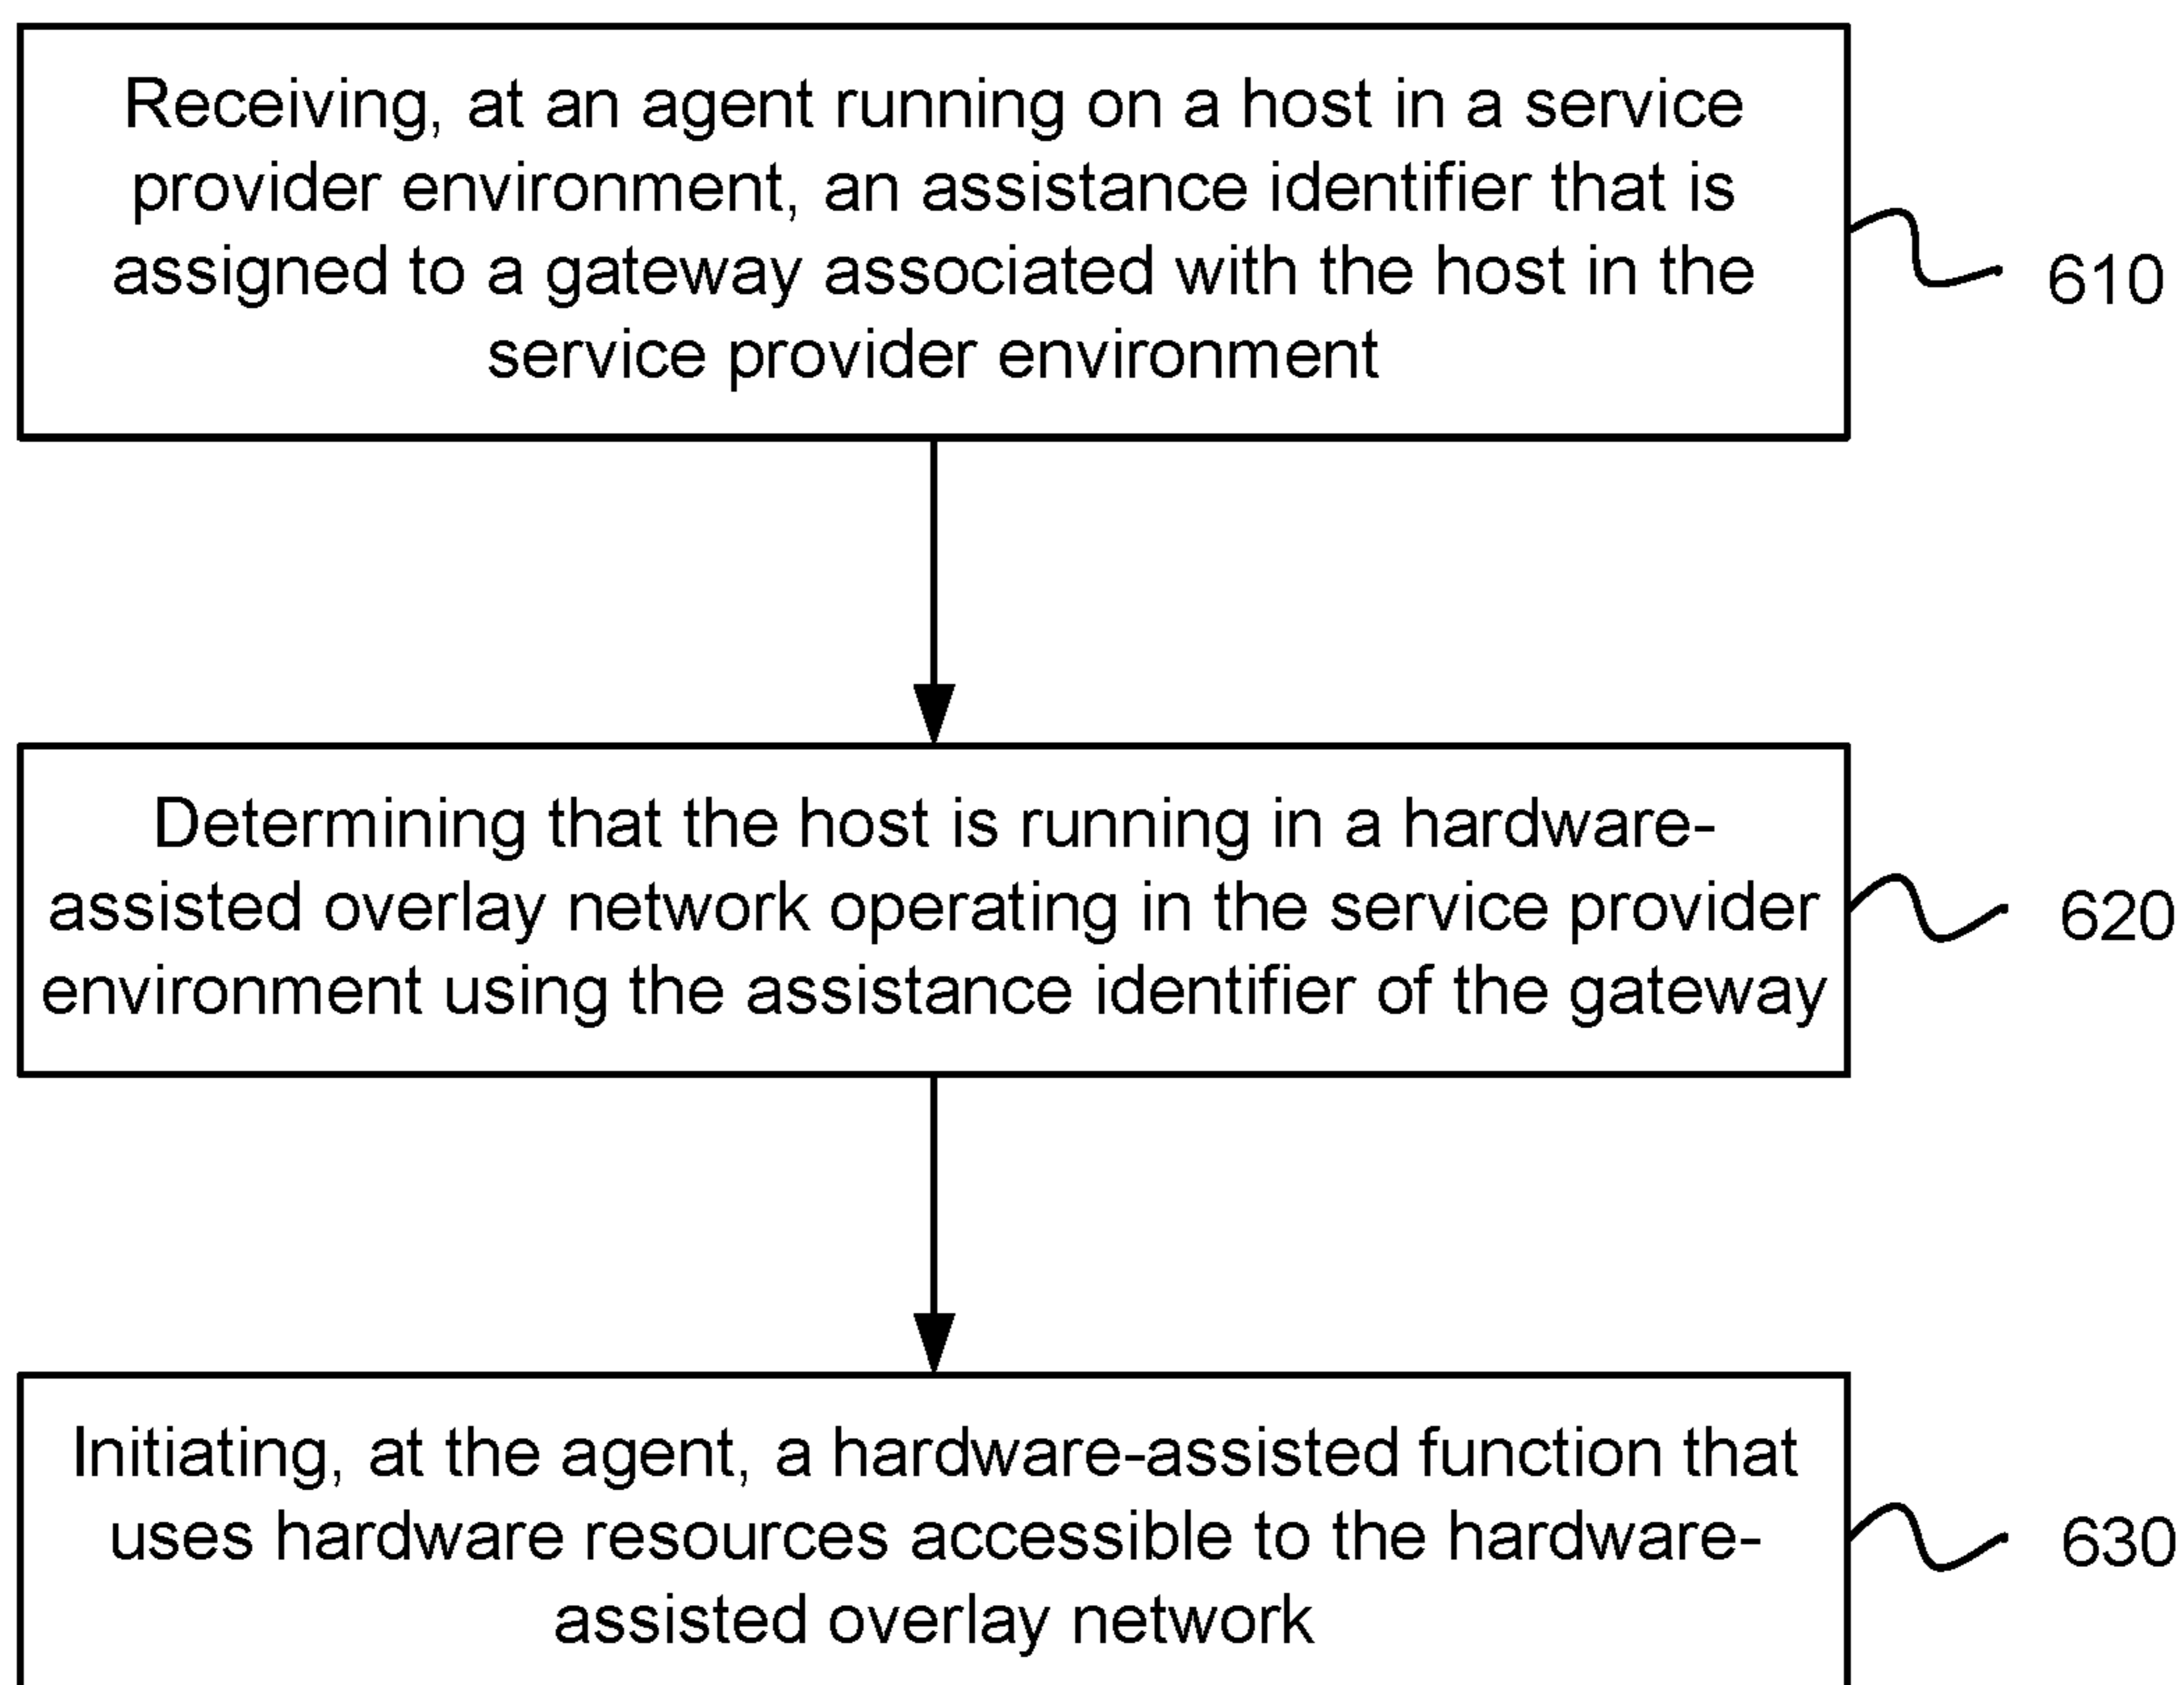 Receiving, at an agent running on a host in a service
provider environment, an assistance identifier that is
assigned to a gateway associated with the host in the
service provider environment
610
Determining that the host is running in a hardware-
assisted overlay network operating in the service provider
environment using the assistance identifier of the gateway
620
Initiating, at the agent, a hardware-assisted function that
uses hardware resources accessible to the hardware-
assisted overlay network
630